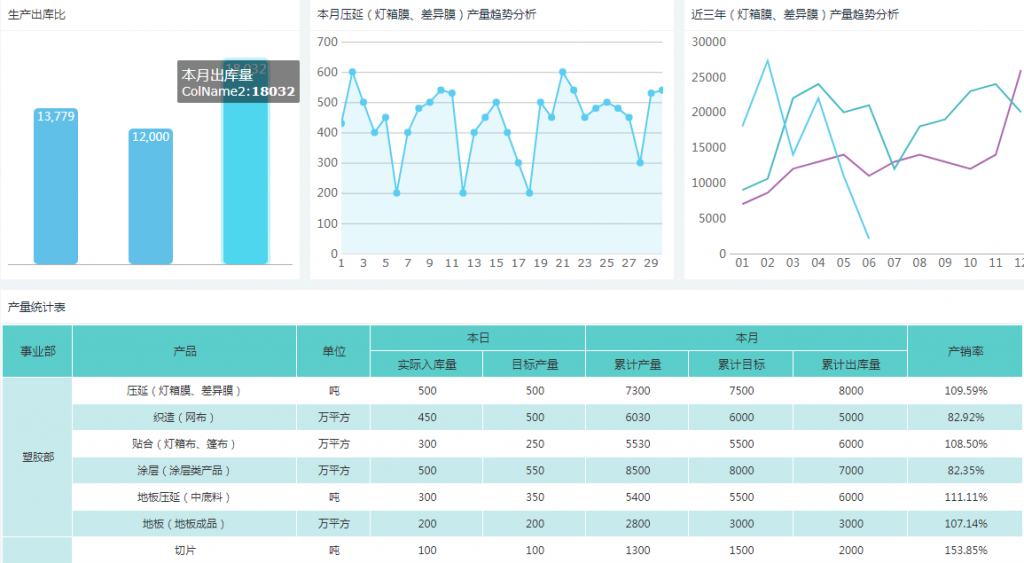 生产出库比
13,779
12,000
18,032
本月出库量
ColName2:18032
本月压延（灯箱膜、差异膜）产量趋势分析
700
600
500
400
300
200
100
0
1 3 5 7 9 11 13 15 17 19 21 23 25 27 29
近三年（灯箱膜、差异膜）产量趋势分析
30000
25000
20000
15000
10000
5000
0
01 02 03 04 05 06 07 08 09 10 11 12
产量统计表
事业部 产品 单位 本日 本月 产销率
实际入库量 目标产量 累计产量 累计目标 累计出库量
塑胶部
压延（灯箱膜、差异膜） 吨 500 500 7300 7500 8000 109.59%
织造（网布） 万平方 450 500 6030 6000 5000 82.92%
贴合（灯箱布、篷布） 万平方 300 250 5530 5500 6000 108.50%
涂层（涂层类产品） 万平方 500 550 8500 8000 7000 82.35%
地板压延（中底料） 吨 300 350 5400 5500 6000 111.11%
地板（地板成品） 万平方 200 200 2800 3000 3000 107.14%
切片 吨 100 100 1300 1500 2000 153.85%